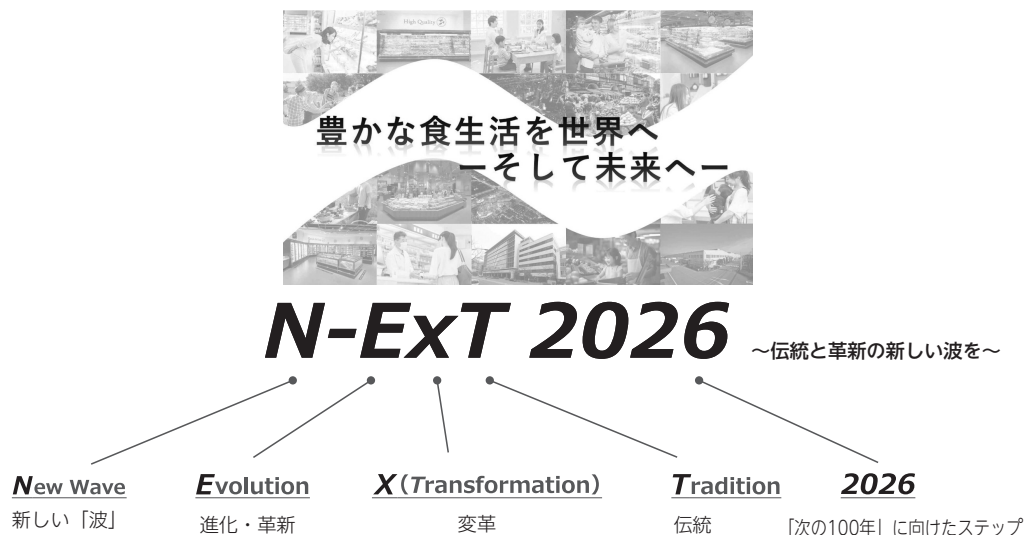 High Quality
豊かな食生活を世界へ
ーそして未来へー
N-ExT 2026 ～伝統と革新の新しい波を～
New Wave
新しい「波」
Evolution
進化・革新
X(Transformation)
変革
Tradition
伝統
2026
「次の100年」に向けたステップ